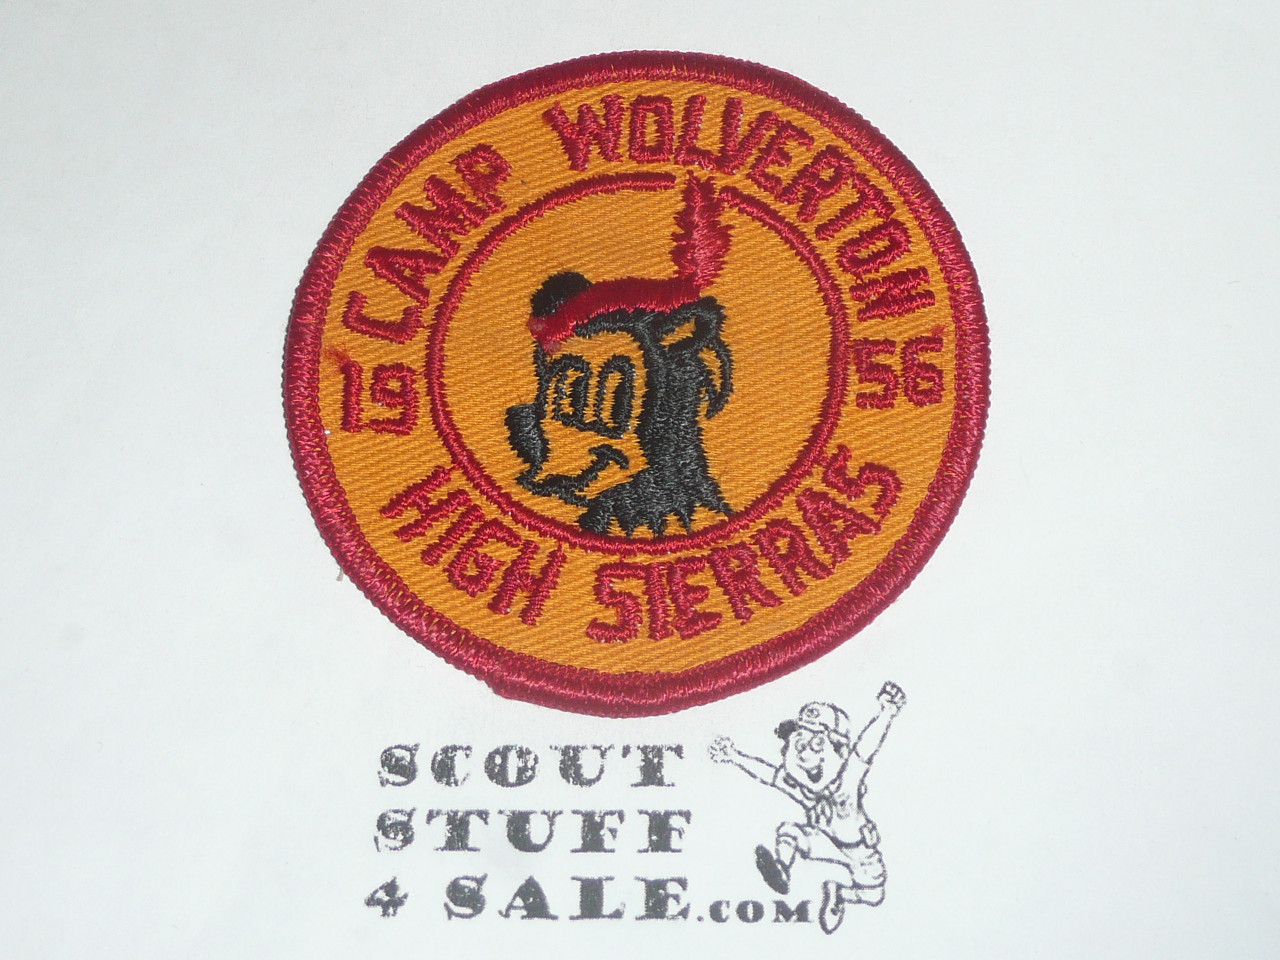 CAMP WOLVERTON
19 56
HIGH SIERRAS
SCOUT
STUFF
4 SALE.COM